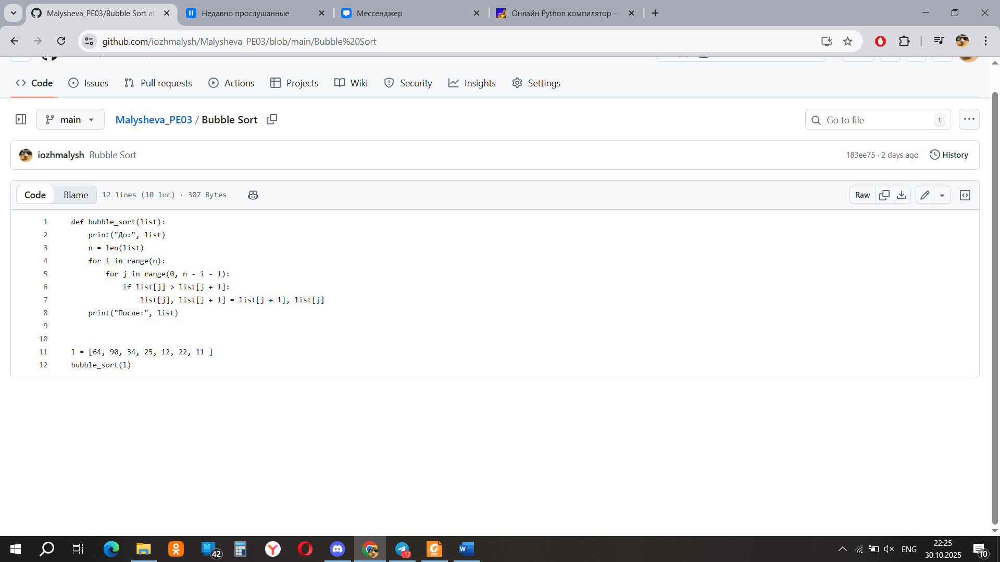 Malysheva_PE03/Bubble Sort at
Недавно прослушанные
Мессенджер
Онлайн Python компилятор —
github.com/iozhmalysh/Malysheva_PE03/blob/main/Bubble%20Sort
Code
Issues
Pull requests
Actions
Projects
Wiki
Security
Insights
Settings
main
Malysheva_PE03 / Bubble Sort
Go to file
t
iozhmalysh Bubble Sort
183ee75 · 2 days ago
History
Code
Blame
12 lines (10 loc) · 307 Bytes
Raw
1 def bubble_sort(list):
2 print("До:", list)
3 n = len(list)
4 for i in range(n):
5 for j in range(0, n - i - 1):
6 if list[j] > list[j + 1]:
7 list[j], list[j + 1] = list[j + 1], list[j]
8 print("После:", list)
9
10
11 l = [64, 90, 34, 25, 12, 22, 11 ]
12 bubble_sort(l)
42
17
PDF
W
ENG
22:25
30.10.2025
10